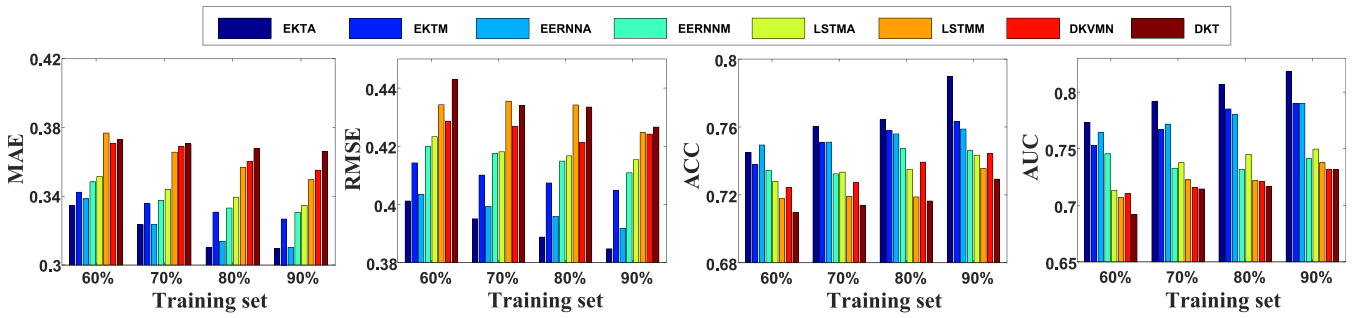 EKTA EKTM EERNNA EERNNM LSTMA LSTMM DKVMN DKT
MAE
0.42
0.38
0.34
0.3
60% 70% 80% 90%
Training set
RMSE
0.44
0.42
0.4
0.38
60% 70% 80% 90%
Training set
ACC
0.8
0.76
0.72
0.68
60% 70% 80% 90%
Training set
AUC
0.8
0.75
0.7
0.65
60% 70% 80% 90%
Training set